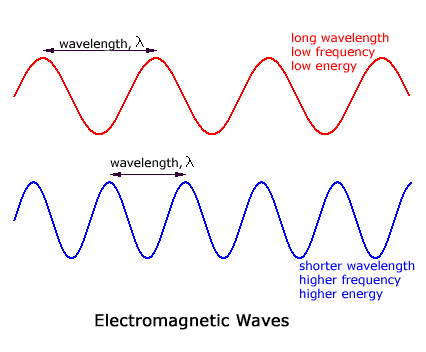 wavelength, λ
long wavelength
low frequency
low energy
wavelength, λ
shorter wavelength
higher frequency
higher energy
Electromagnetic Waves